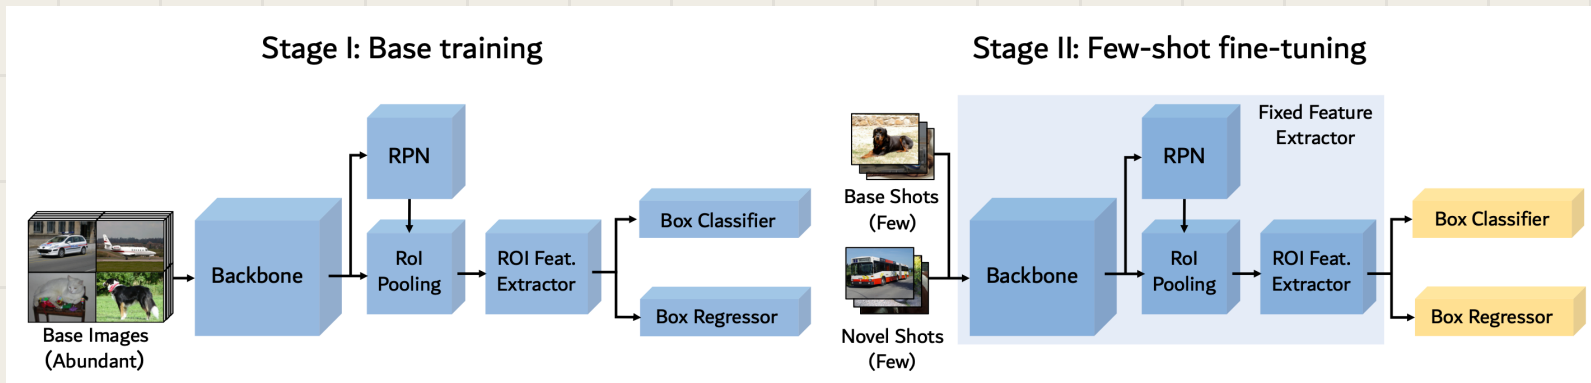 Stage I: Base training
RPN
Backbone
RoI
Pooling
ROI Feat.
Extractor
Box Classifier
Box Regressor
Base Images
(Abundant)
Stage II: Few-shot fine-tuning
Fixed Feature
Extractor
Base Shots
(Few)
Novel Shots
(Few)
Backbone
RPN
RoI
Pooling
ROI Feat.
Extractor
Box Classifier
Box Regressor